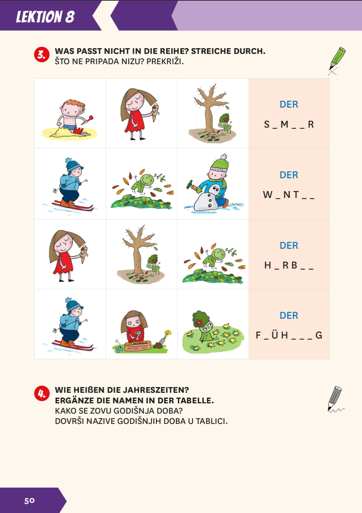 LEKTION 8
3. WAS PASST NICHT IN DIE REIHE? STREICHE DURCH.
ŠTO NE PRIPADA NIZU? PREKRIŽI.
DER
S _ M _ _ R
DER
W _ N T _ _
DER
H _ R B _ _
DER
F _ Ü H _ _ _ G
4. WIE HEIßEN DIE JAHRESZEITEN?
ERGÄNZE DIE NAMEN IN DER TABELLE.
KAKO SE ZOVU GODIŠNJA DOBA?
DOVRŠI NAZIVE GODIŠNJIH DOBA U TABLICI.
50